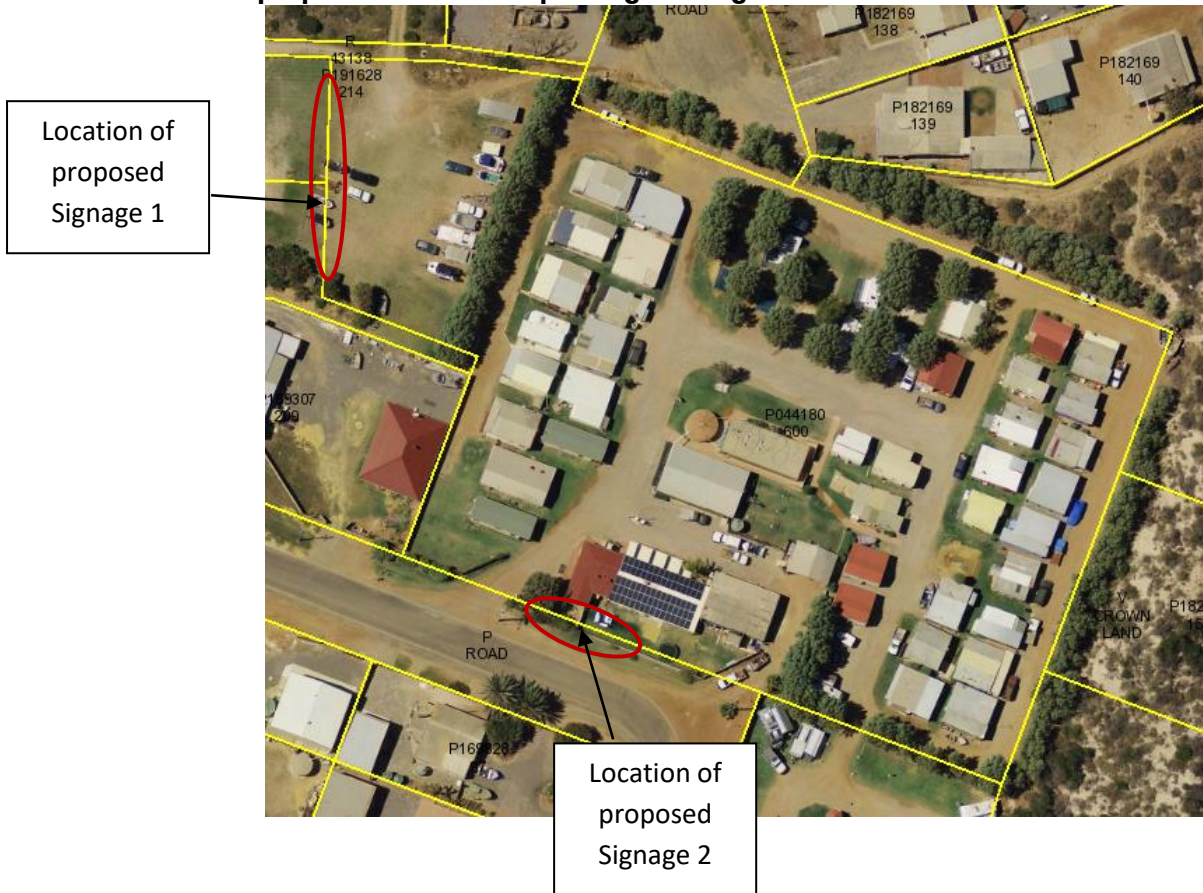 ROAD
P182169
138
P182169
140
R
43138
P191628
214
P182169
139
Location of
proposed
Signage 1
P044180
600
V
CROWN
LAND
P
ROAD
Location of
proposed
Signage 2